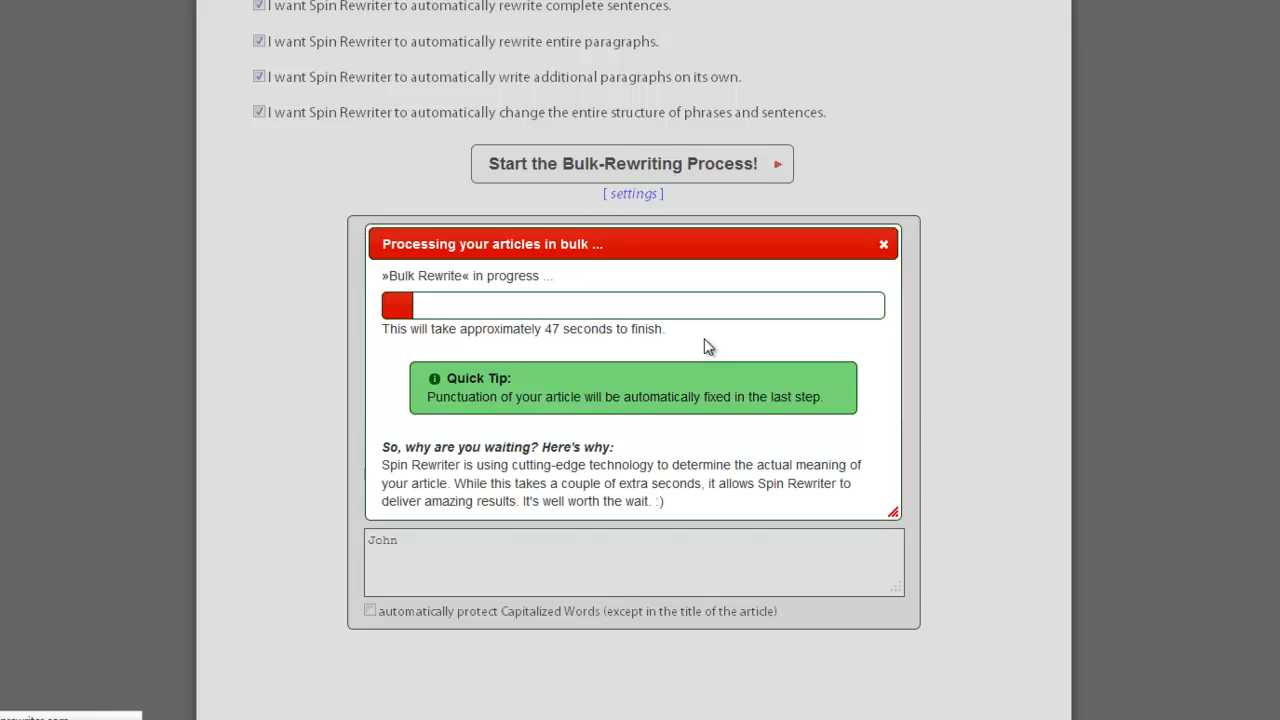 I want Spin Rewriter to automatically rewrite complete sentences.
I want Spin Rewriter to automatically rewrite entire paragraphs.
I want Spin Rewriter to automatically write additional paragraphs on its own.
I want Spin Rewriter to automatically change the entire structure of phrases and sentences.
Start the Bulk-Rewriting Process!
[ settings ]
Processing your articles in bulk ...
»Bulk Rewrite« in progress ...
This will take approximately 47 seconds to finish.
Quick Tip:
Punctuation of your article will be automatically fixed in the last step.
So, why are you waiting? Here's why:
Spin Rewriter is using cutting-edge technology to determine the actual meaning of
your article. While this takes a couple of extra seconds, it allows Spin Rewriter to
deliver amazing results. It's well worth the wait. :)
John
automatically protect Capitalized Words (except in the title of the article)